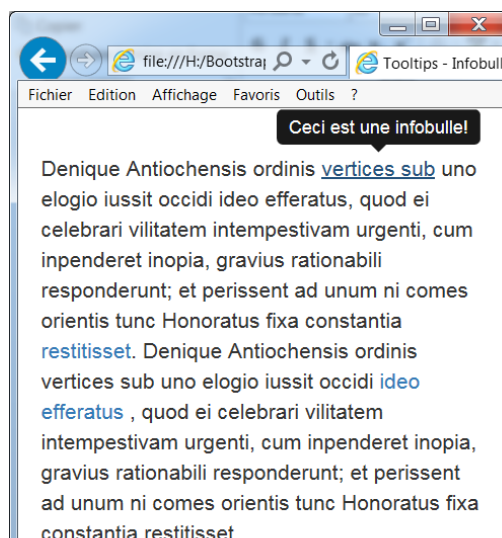 file:///H:/Bootstrap
Tooltips - Infobull
Fichier Edition Affichage Favoris Outils ?
Ceci est une infobulle!
Denique Antiochensis ordinis vertices sub uno
elogio iussit occidi ideo efferatus, quod ei
celebrari vilitatem intempestivam urgenti, cum
inpenderet inopia, gravius rationabili
responderunt; et perissent ad unum ni comes
orientis tunc Honoratus fixa constantia
restitisset. Denique Antiochensis ordinis
vertices sub uno elogio iussit occidi ideo
efferatus , quod ei celebrari vilitatem
intempestivam urgenti, cum inpenderet inopia,
gravius rationabili responderunt; et perissent
ad unum ni comes orientis tunc Honoratus fixa
constantia restitisset